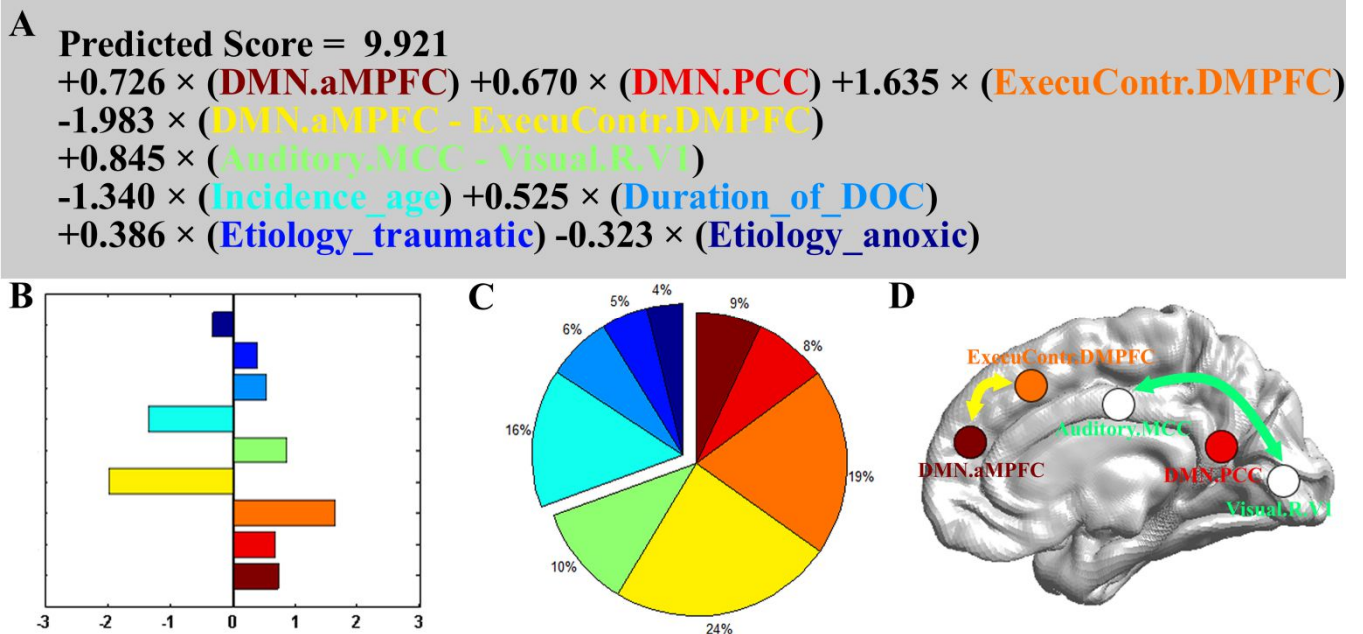 A
Predicted Score = 9.921
+0.726 × (DMN.aMPFC) +0.670 × (DMN.PCC) +1.635 × (ExecuContr.DMPFC)
-1.983 × (DMN.aMPFC - ExecuContr.DMPFC)
+0.845 × (Auditory.MCC - Visual.R.V1)
-1.340 × (Incidence_age) +0.525 × (Duration_of_DOC)
+0.386 × (Etiology_traumatic) -0.323 × (Etiology_anoxic)
B
-3 -2 -1 0 1 2 3
C
4%
9%
5%
8%
6%
16%
19%
10%
24%
D
ExecuContr.DMPFC
Auditory.MCC
DMN.aMPFC
DMN.PCC
Visual.R.V1